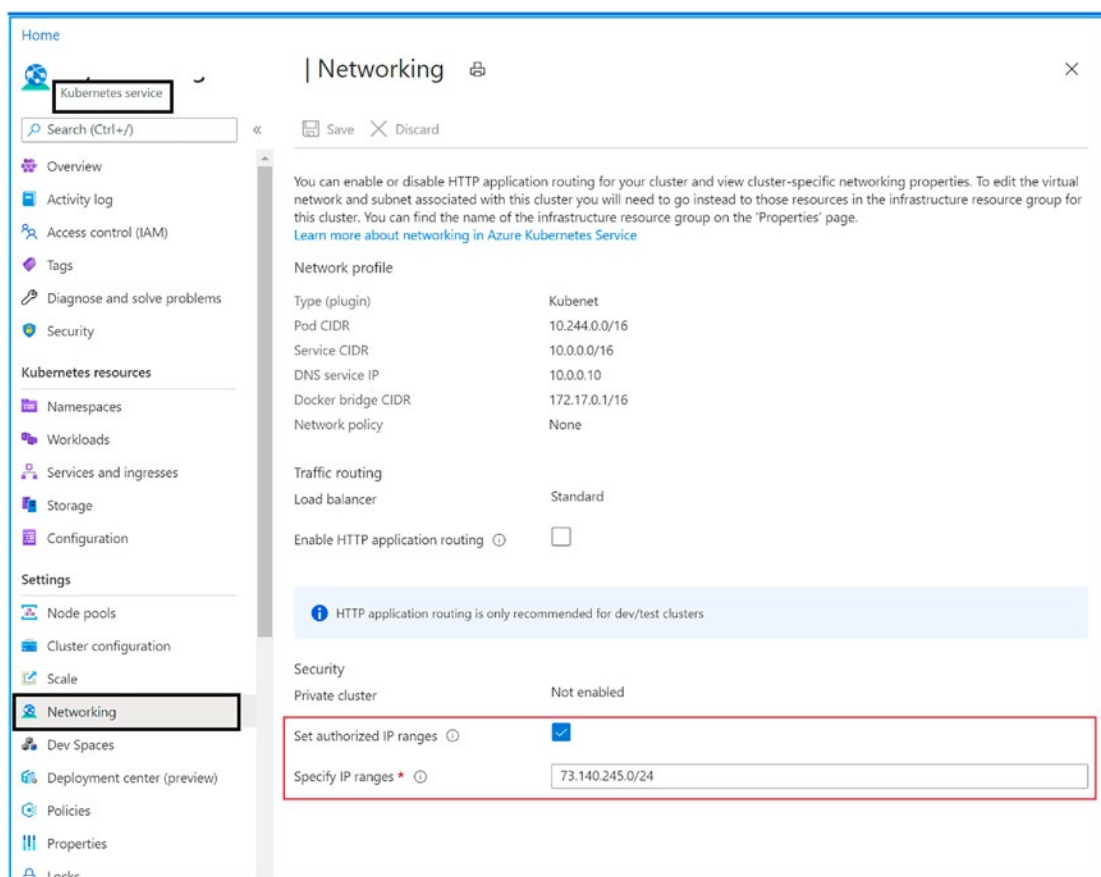 Home
Kubernetes service
| Networking
Search (Ctrl+/)
«
Save
Discard
Overview
Activity log
Access control (IAM)
Tags
Diagnose and solve problems
Security
Kubernetes resources
Namespaces
Workloads
Services and ingresses
Storage
Configuration
Settings
Node pools
Cluster configuration
Scale
Networking
Dev Spaces
Deployment center (preview)
Policies
Properties
Locks
You can enable or disable HTTP application routing for your cluster and view cluster-specific networking properties. To edit the virtual
network and subnet associated with this cluster you will need to go instead to those resources in the infrastructure resource group for
this cluster. You can find the name of the infrastructure resource group on the 'Properties' page.
Learn more about networking in Azure Kubernetes Service
Network profile
Type (plugin) Kubenet
Pod CIDR 10.244.0.0/16
Service CIDR 10.0.0.0/16
DNS service IP 10.0.0.10
Docker bridge CIDR 172.17.0.1/16
Network policy None
Traffic routing
Load balancer Standard
Enable HTTP application routing
HTTP application routing is only recommended for dev/test clusters
Security
Private cluster Not enabled
Set authorized IP ranges
Specify IP ranges * 73.140.245.0/24